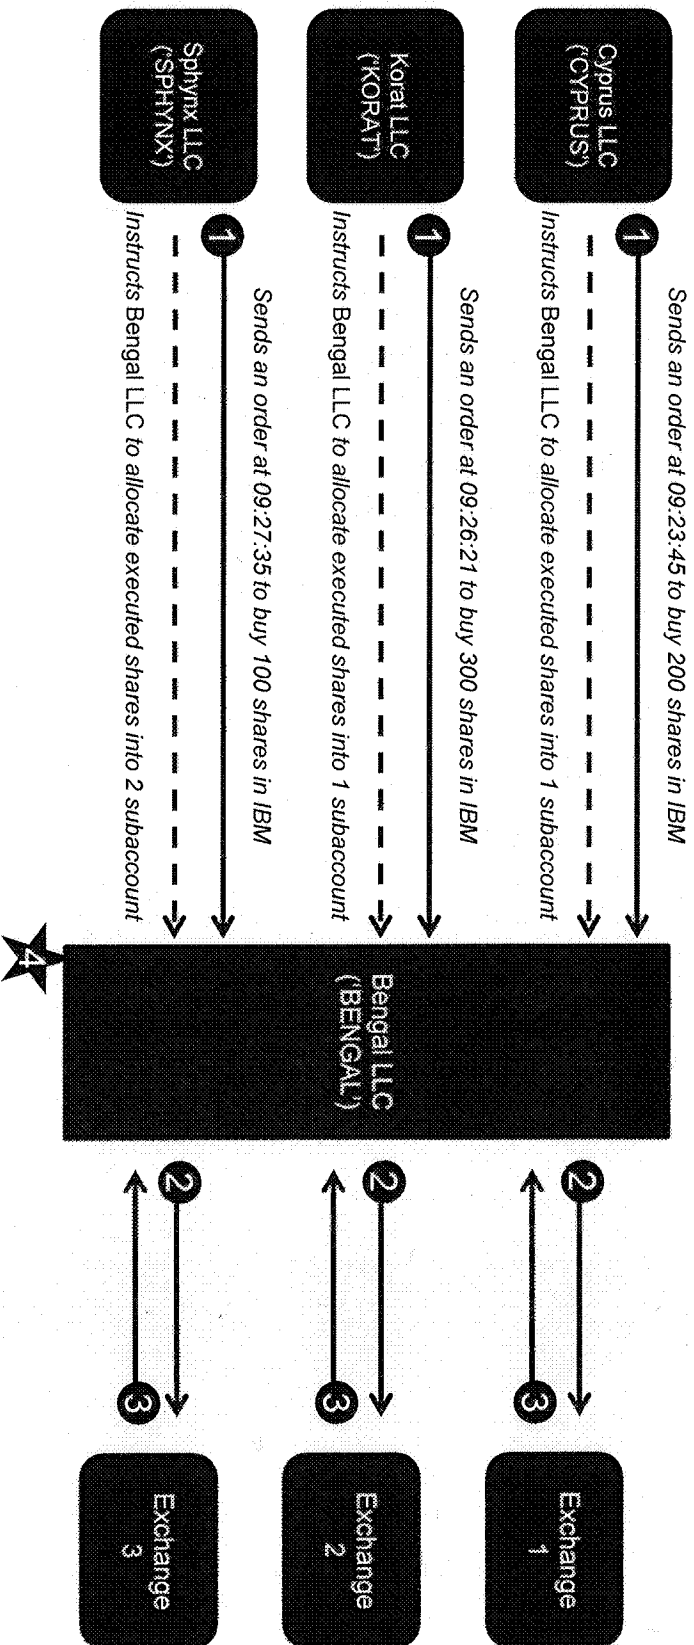 Sends an order at 09:23:45 to buy 200 shares in IBM
Cyprus LLC
('CYPRUS')
1
Instructs Bengal LLC to allocate executed shares into 1 subaccount
Sends an order at 09:26:21 to buy 300 shares in IBM
Korat LLC
('KORAT')
1
Instructs Bengal LLC to allocate executed shares into 1 subaccount
Sends an order at 09:27:35 to buy 100 shares in IBM
Sphynx LLC
('SPHYNX')
1
Instructs Bengal LLC to allocate executed shares into 2 subaccount
Bengal LLC
('BENGAL')
4
2
3
Exchange
1
2
3
Exchange
2
2
3
Exchange
3